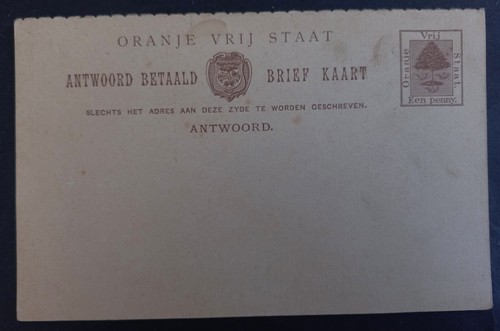 ORANJE VRIJ STAAT
ANTWOORD BETAALD BRIEF KAART
SLECHTS HET ADRES AAN DEZE ZYDE TE WORDEN GESCHREVEN.
ANTWOORD.
Oranje Vrij Staat
Een penny.